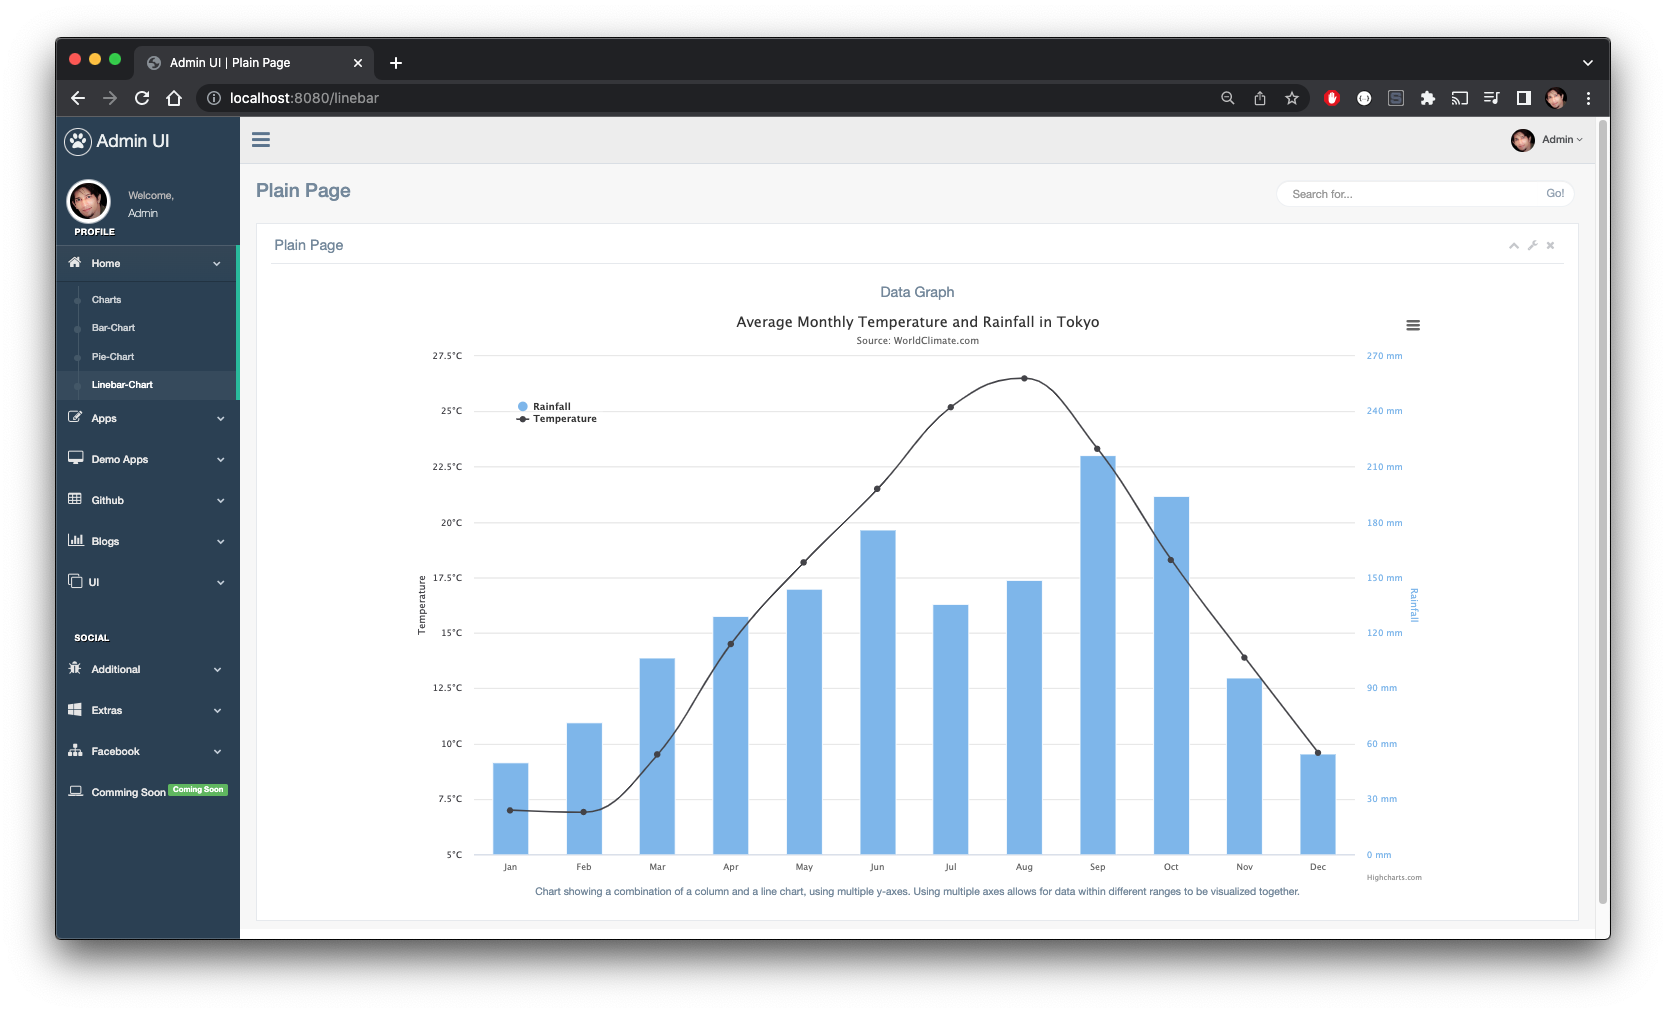 Admin UI | Plain Page
localhost:8080/linebar
Admin UI
Admin
Welcome,
Admin
PROFILE
Home
Charts
Bar-Chart
Pie-Chart
Linebar-Chart
Apps
Demo Apps
Github
Blogs
UI
SOCIAL
Additional
Extras
Facebook
Comming Soon Coming Soon
Plain Page
Search for... Go!
Plain Page
Data Graph
Average Monthly Temperature and Rainfall in Tokyo
Source: WorldClimate.com
Rainfall
Temperature
Temperature
27.5°C
25°C
22.5°C
20°C
17.5°C
15°C
12.5°C
10°C
7.5°C
5°C
270 mm
240 mm
210 mm
180 mm
150 mm
120 mm
90 mm
60 mm
30 mm
0 mm
Rainfall
Jan Feb Mar Apr May Jun Jul Aug Sep Oct Nov Dec
Highcharts.com
Chart showing a combination of a column and a line chart, using multiple y-axes. Using multiple axes allows for data within different ranges to be visualized together.